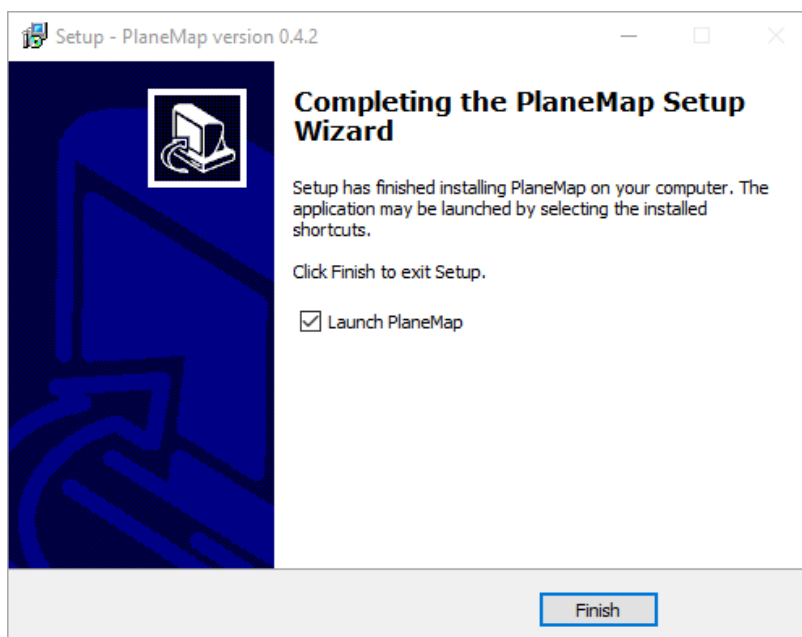 Setup - PlaneMap version 0.4.2
Completing the PlaneMap Setup
Wizard
Setup has finished installing PlaneMap on your computer. The
application may be launched by selecting the installed
shortcuts.
Click Finish to exit Setup.
Launch PlaneMap
Finish